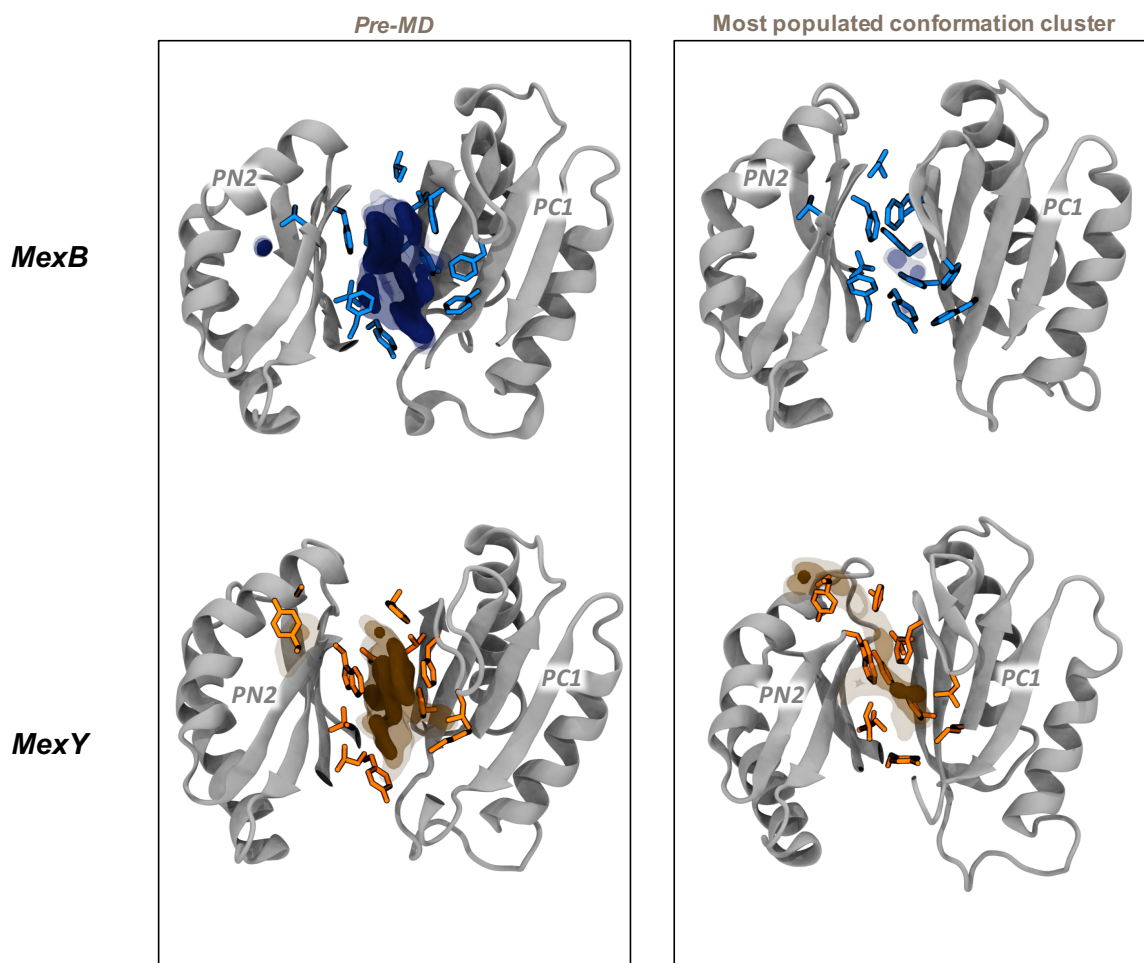 Pre-MD
Most populated conformation cluster
MexB
PN2
PC1
PN2
PC1
MexY
PN2
PC1
PN2
PC1